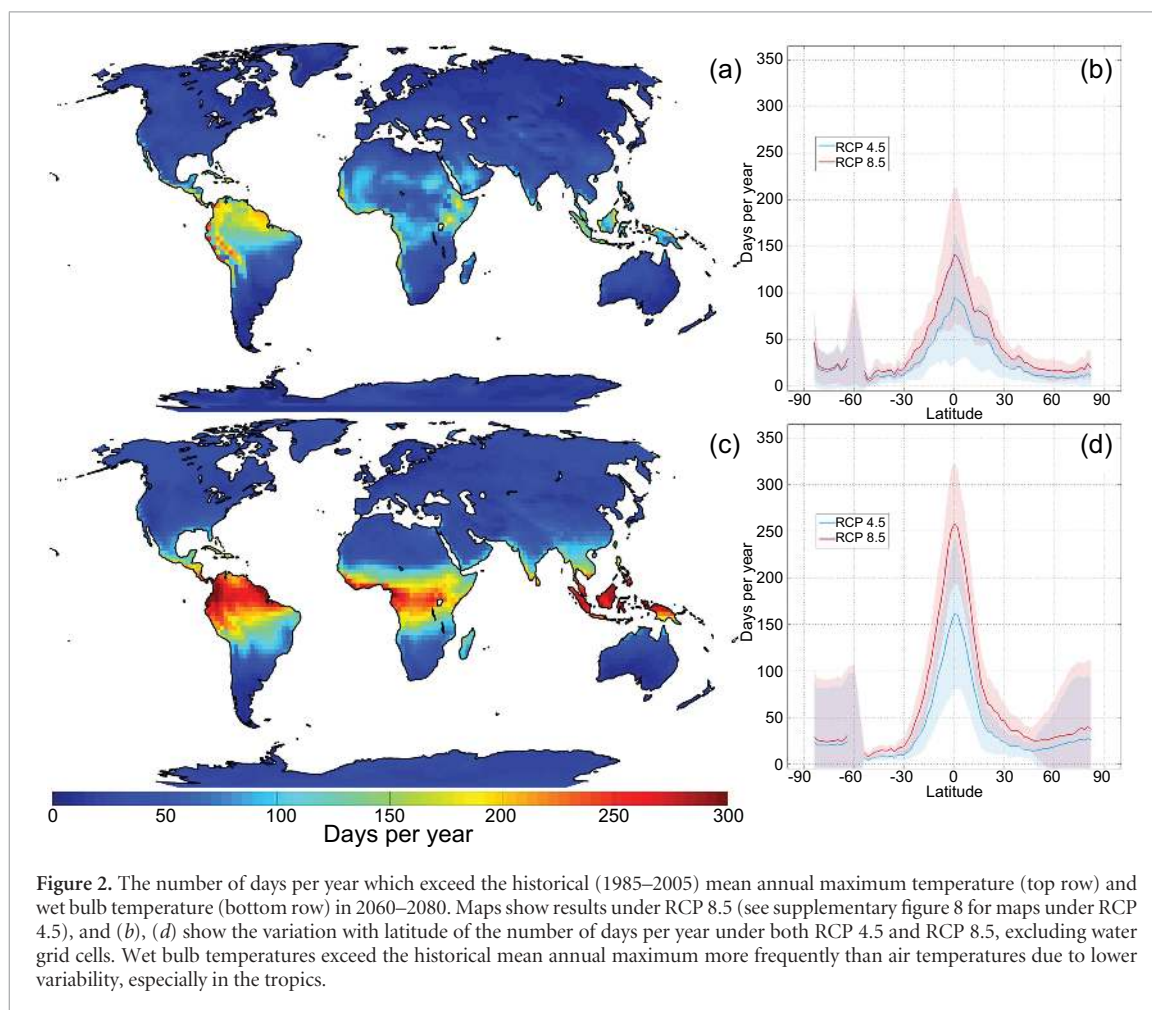 (a)
(b)
350
300
250
200
150
100
50
0
Days per year
RCP 4.5
RCP 8.5
-90 -60 -30 0 30 60 90
Latitude
(c)
(d)
350
300
250
200
150
100
50
0
Days per year
RCP 4.5
RCP 8.5
-90 -60 -30 0 30 60 90
Latitude
0 50 100 150 200 250 300
Days per year
Figure 2. The number of days per year which exceed the historical (1985–2005) mean annual maximum temperature (top row) and
wet bulb temperature (bottom row) in 2060–2080. Maps show results under RCP 8.5 (see supplementary figure 8 for maps under RCP
4.5), and (b), (d) show the variation with latitude of the number of days per year under both RCP 4.5 and RCP 8.5, excluding water
grid cells. Wet bulb temperatures exceed the historical mean annual maximum more frequently than air temperatures due to lower
variability, especially in the tropics.